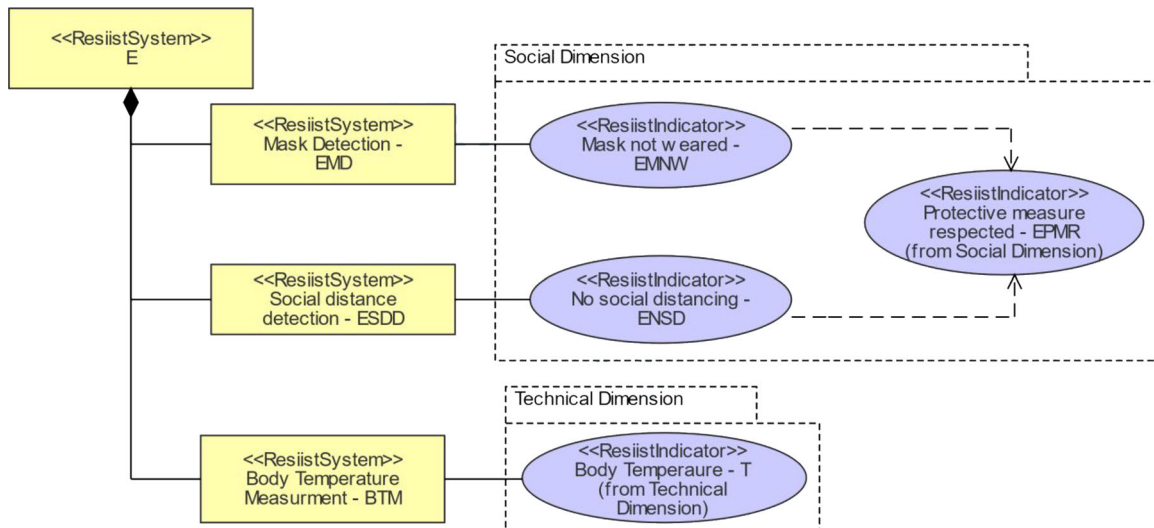 <<ResiistSystem>>
E
Social Dimension
<<ResiistSystem>>
Mask Detection -
EMD
<<ResiistIndicator>>
Mask not weared -
EMNW
<<ResiistIndicator>>
Protective measure
respected - EPMR
(from Social Dimension)
<<ResiistSystem>>
Social distance
detection - ESDD
<<ResiistIndicator>>
No social distancing -
ENSD
Technical Dimension
<<ResiistSystem>>
Body Temperature
Measurment - BTM
<<ResiistIndicator>>
Body Temperaure - T
(from Technical
Dimension)